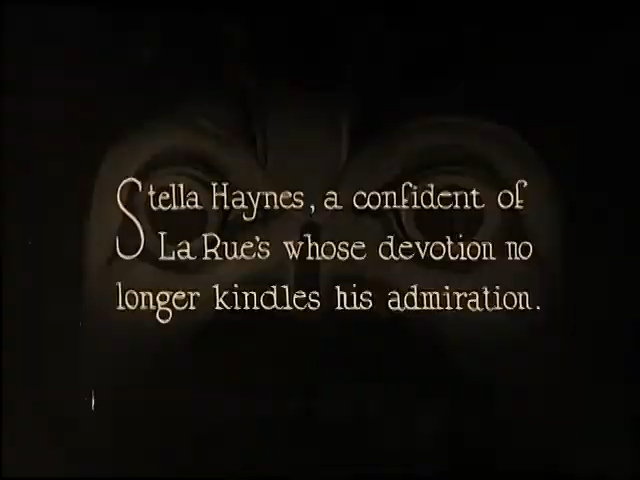 Stella Haynes, a confident of
La Rue's whose devotion no
longer kindles his admiration.